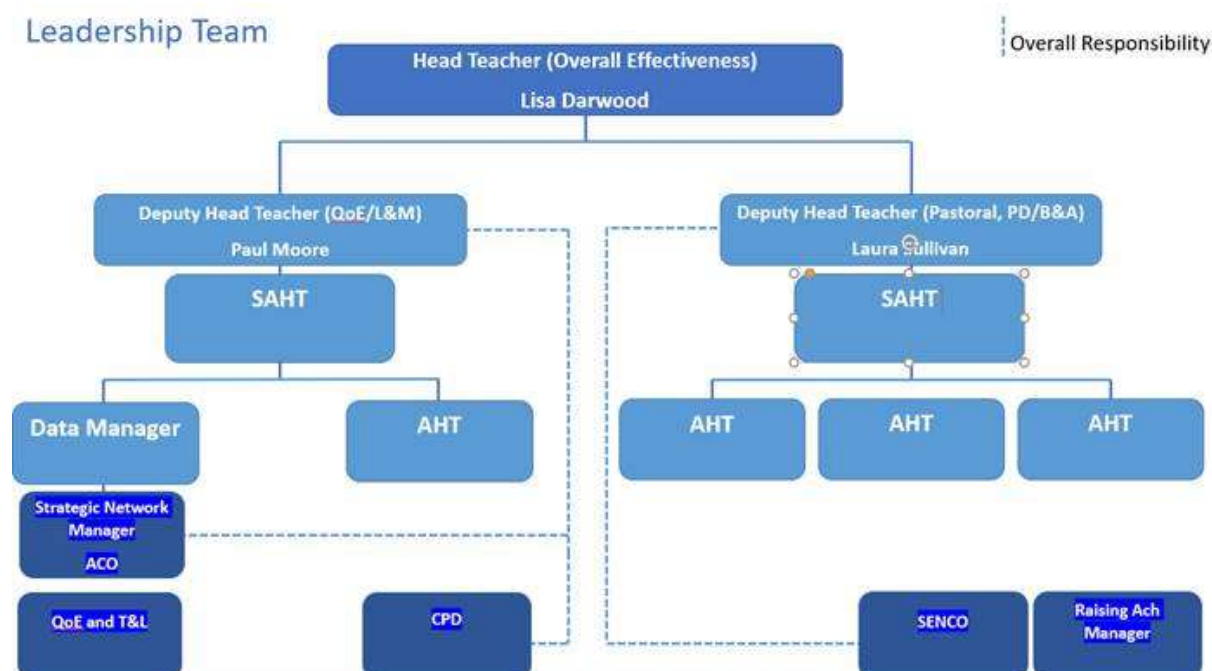 Leadership Team
Overall Responsibility
Head Teacher (Overall Effectiveness)
Lisa Darwood
Deputy Head Teacher (QoE/L&M)
Paul Moore
Deputy Head Teacher (Pastoral, PD/B&A)
Laura Sullivan
SAHT
SAHT
Data Manager
AHT
AHT
AHT
AHT
Strategic Network
Manager
ACO
QoE and T&L
CPD
SENCO
Raising Ach
Manager